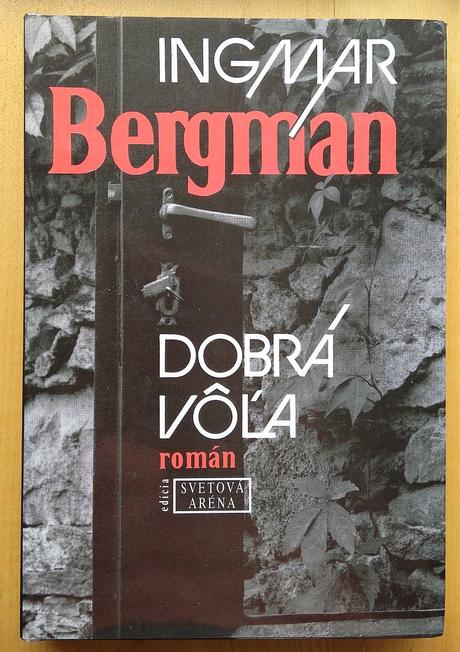 INGMAR
Bergman
DOBRÁ
VÔĽA
román
edícia
SVETOVÁ
ARÉNA